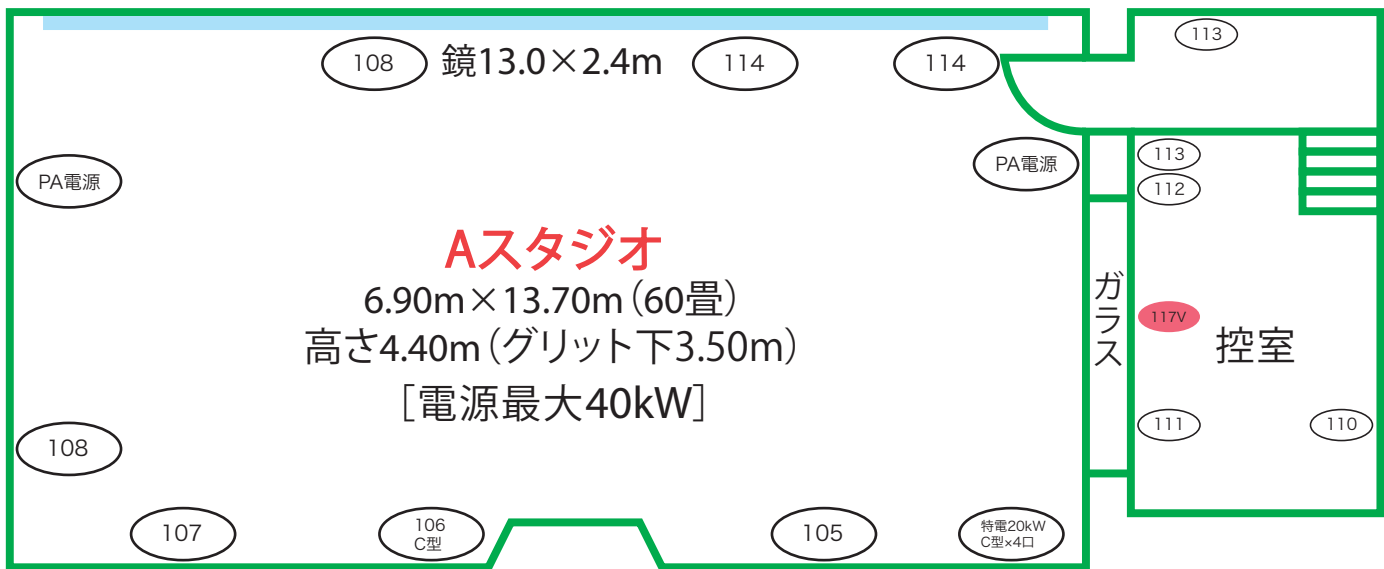 113
108
鏡13.0×2.4m
114
114
PA電源
PA電源
113
112
Aスタジオ
6.90m×13.70m（60畳）
高さ4.40m（グリット下3.50m）
［電源最大40kW］
ガラス
117V
控室
111
110
108
107
106
C型
105
特電20kW
C型×4口